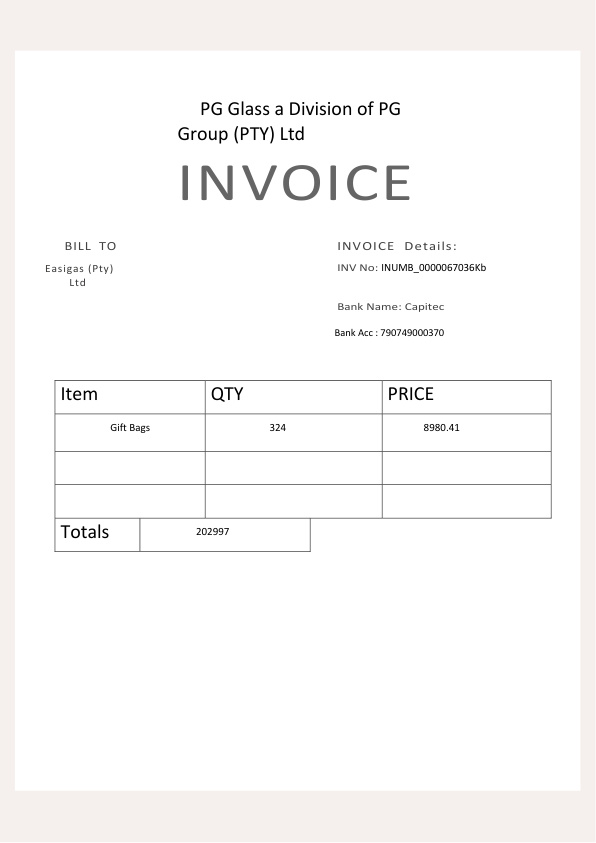 PG Glass a Division of PG
Group (PTY) Ltd
INVOICE
BILL TO
Easigas (Pty)
Ltd
INVOICE Details:
INV No: INUMB_0000067036Kb
Bank Name: Capitec
Bank Acc : 790749000370
Item QTY PRICE
Gift Bags 324 8980.41
Totals 202997